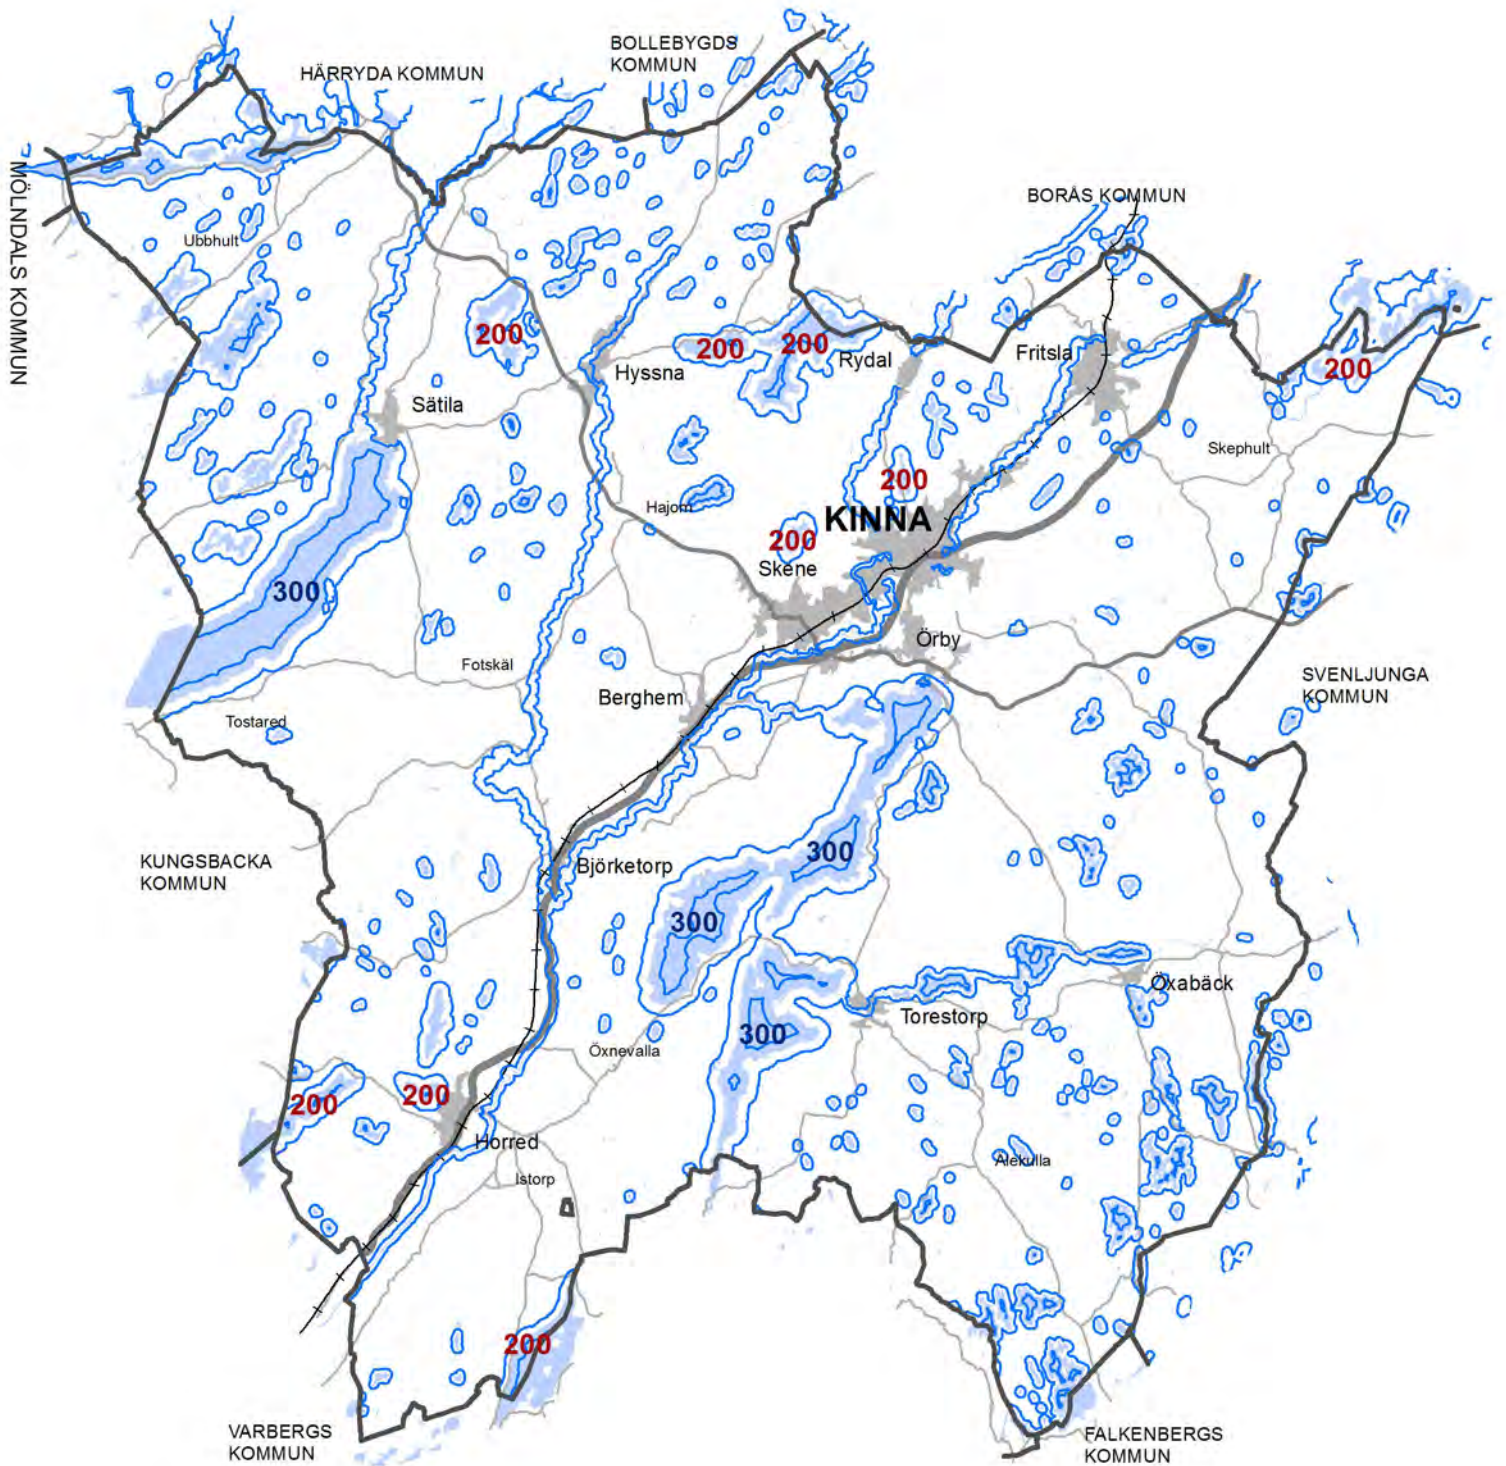 BOLLEBYGDS
KOMMUN
HÄRRYDA KOMMUN
MÖLNDALS KOMMUN
BORÅS KOMMUN
Ubbhult
200
200
200
Rydal
Fritsla
200
Hyssna
Sätila
Skephult
200
Hajom
KINNA
200
Skene
300
Örby
Fotskäl
SVENLJUNGA
KOMMUN
Berghem
Tostared
300
KUNGSBACKA
KOMMUN
Björketorp
300
Öxabäck
Torestorp
300
Öxnevalla
200
200
Horred
Istorp
Älekulla
200
VARBERGS
KOMMUN
FALKENBERGS
KOMMUN